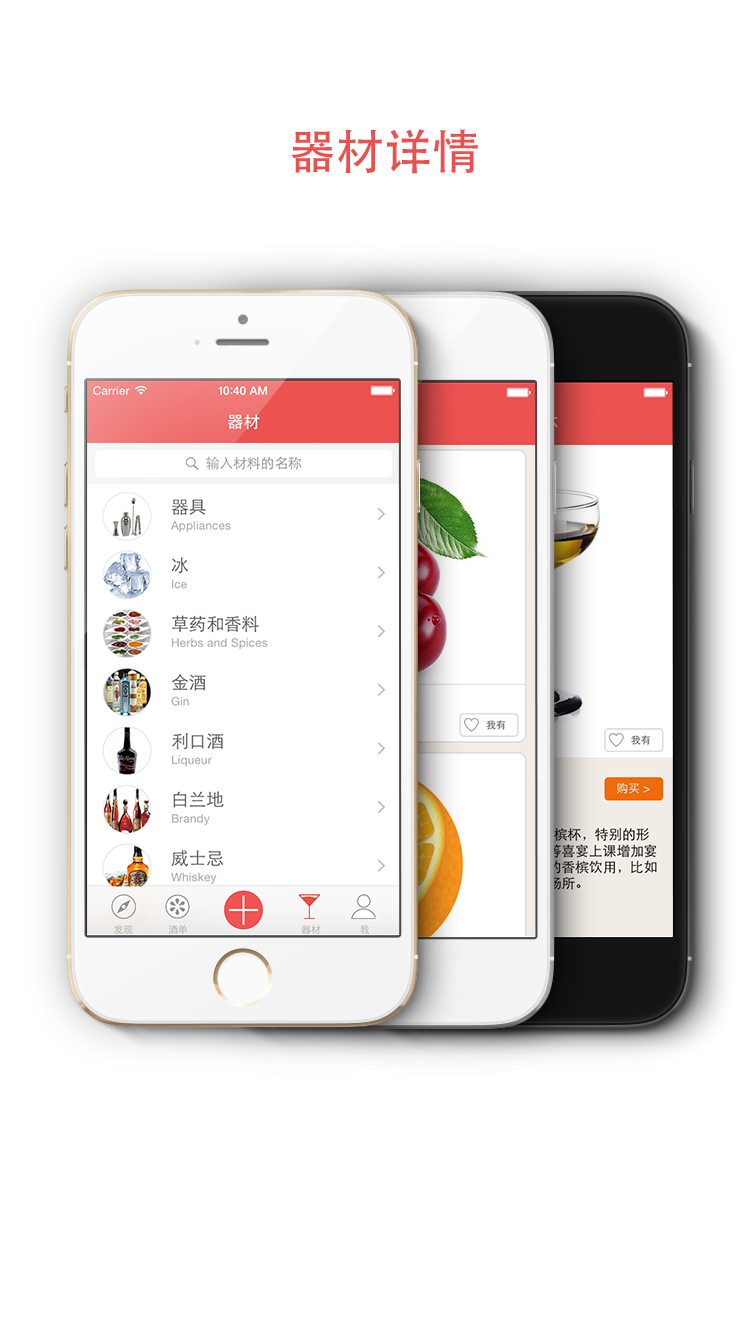 器材详情
Carrier
10:40 AM
器材
输入材料的名称
器具
Appliances
冰
Ice
草药和香料
Herbs and Spices
金酒
Gin
利口酒
Liqueur
白兰地
Brandy
威士忌
Whiskey
发现
酒单
器材
我
我有
我有
购买 >
槟杯，特别的形
等喜宴上课增加宴
的香槟饮用，比如
场所。